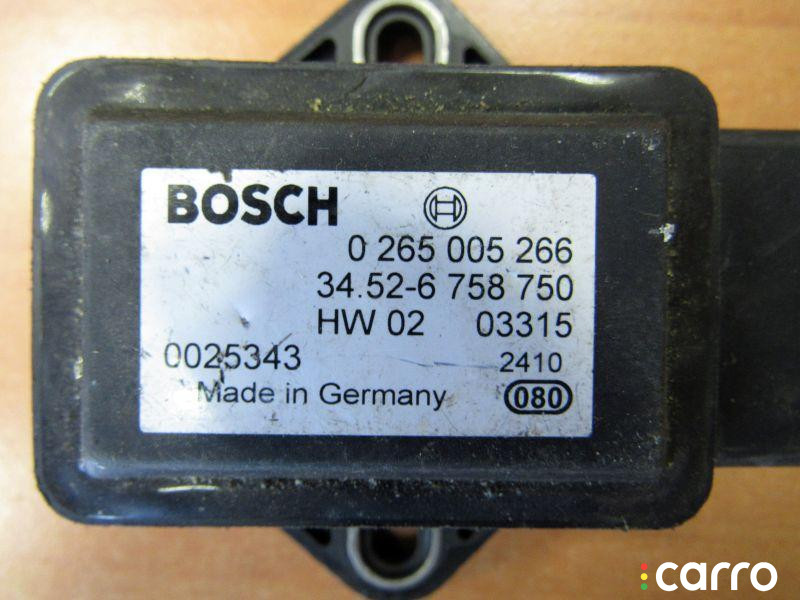 BOSCH
0 265 005 266
34.52-6 758 750
HW 02 03315
0025343 2410
Made in Germany 080
carro